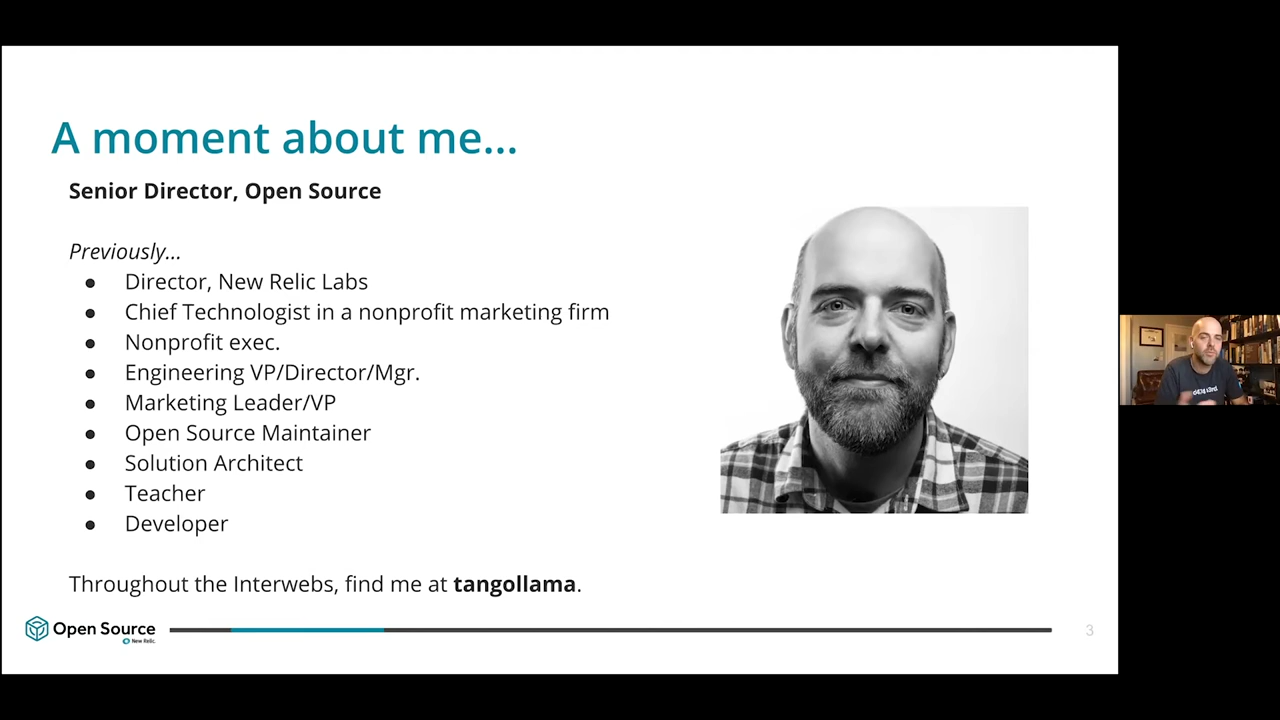 A moment about me...
Senior Director, Open Source
Previously...
● Director, New Relic Labs
● Chief Technologist in a nonprofit marketing firm
● Nonprofit exec.
● Engineering VP/Director/Mgr.
● Marketing Leader/VP
● Open Source Maintainer
● Solution Architect
● Teacher
● Developer
Throughout the Interwebs, find me at tangollama.
Open Source
New Relic.
3